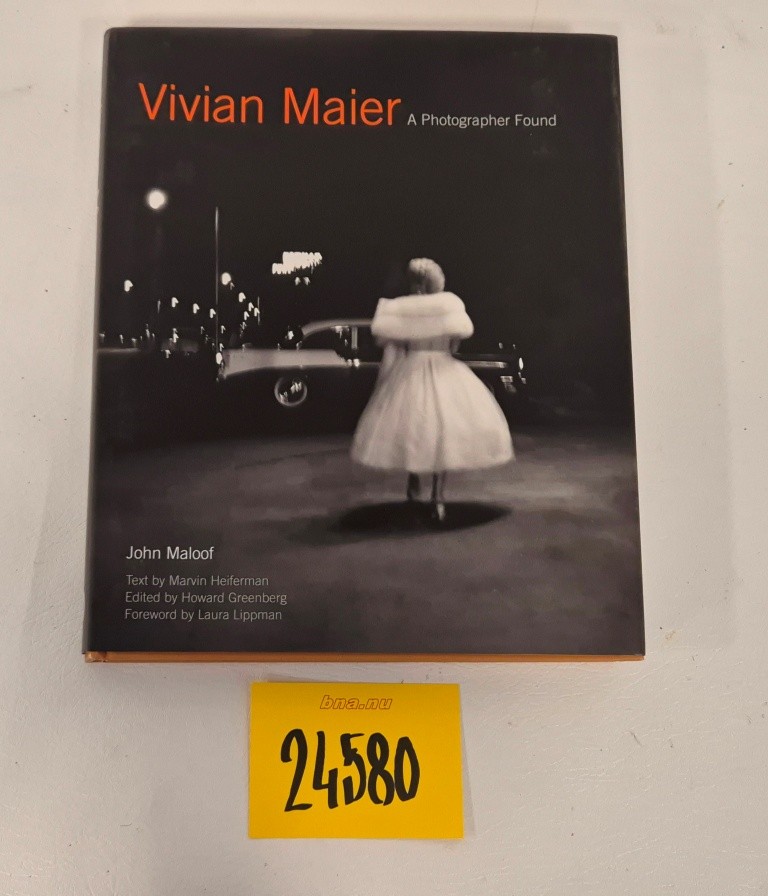 Vivian Maier A Photographer Found
John Maloof
Text by Marvin Heiferman
Edited by Howard Greenberg
Foreword by Laura Lippman
bna.nu
24580